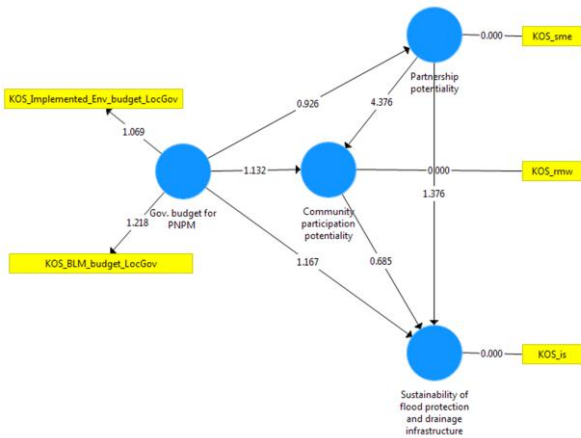 0.000
KOS_sme
Partnership
potentiality
KOS_Implemented_Env_budget_LocGov
0.926
4.376
1.069
1.132
0.000
KOS_rmw
1.376
Gov. budget for
PNPM
Community
participation
potentiality
1.218
KOS_BLM_budget_LocGov
1.167
0.685
0.000
KOS_is
Sustainability of
flood protection
and drainage
infrastructure